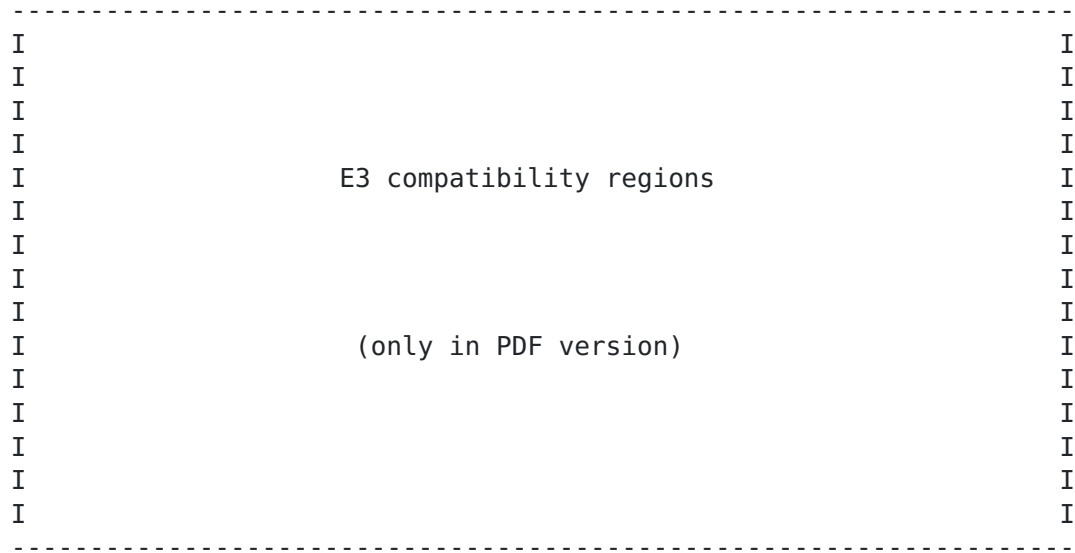 --------------------------------------------------------------------
I                                                                  I
I                                                                  I
I                                                                  I
I                                                                  I
I                    E3 compatibility regions                      I
I                                                                  I
I                                                                  I
I                                                                  I
I                                                                  I
I                     (only in PDF version)                        I
I                                                                  I
I                                                                  I
I                                                                  I
I                                                                  I
I                                                                  I
--------------------------------------------------------------------